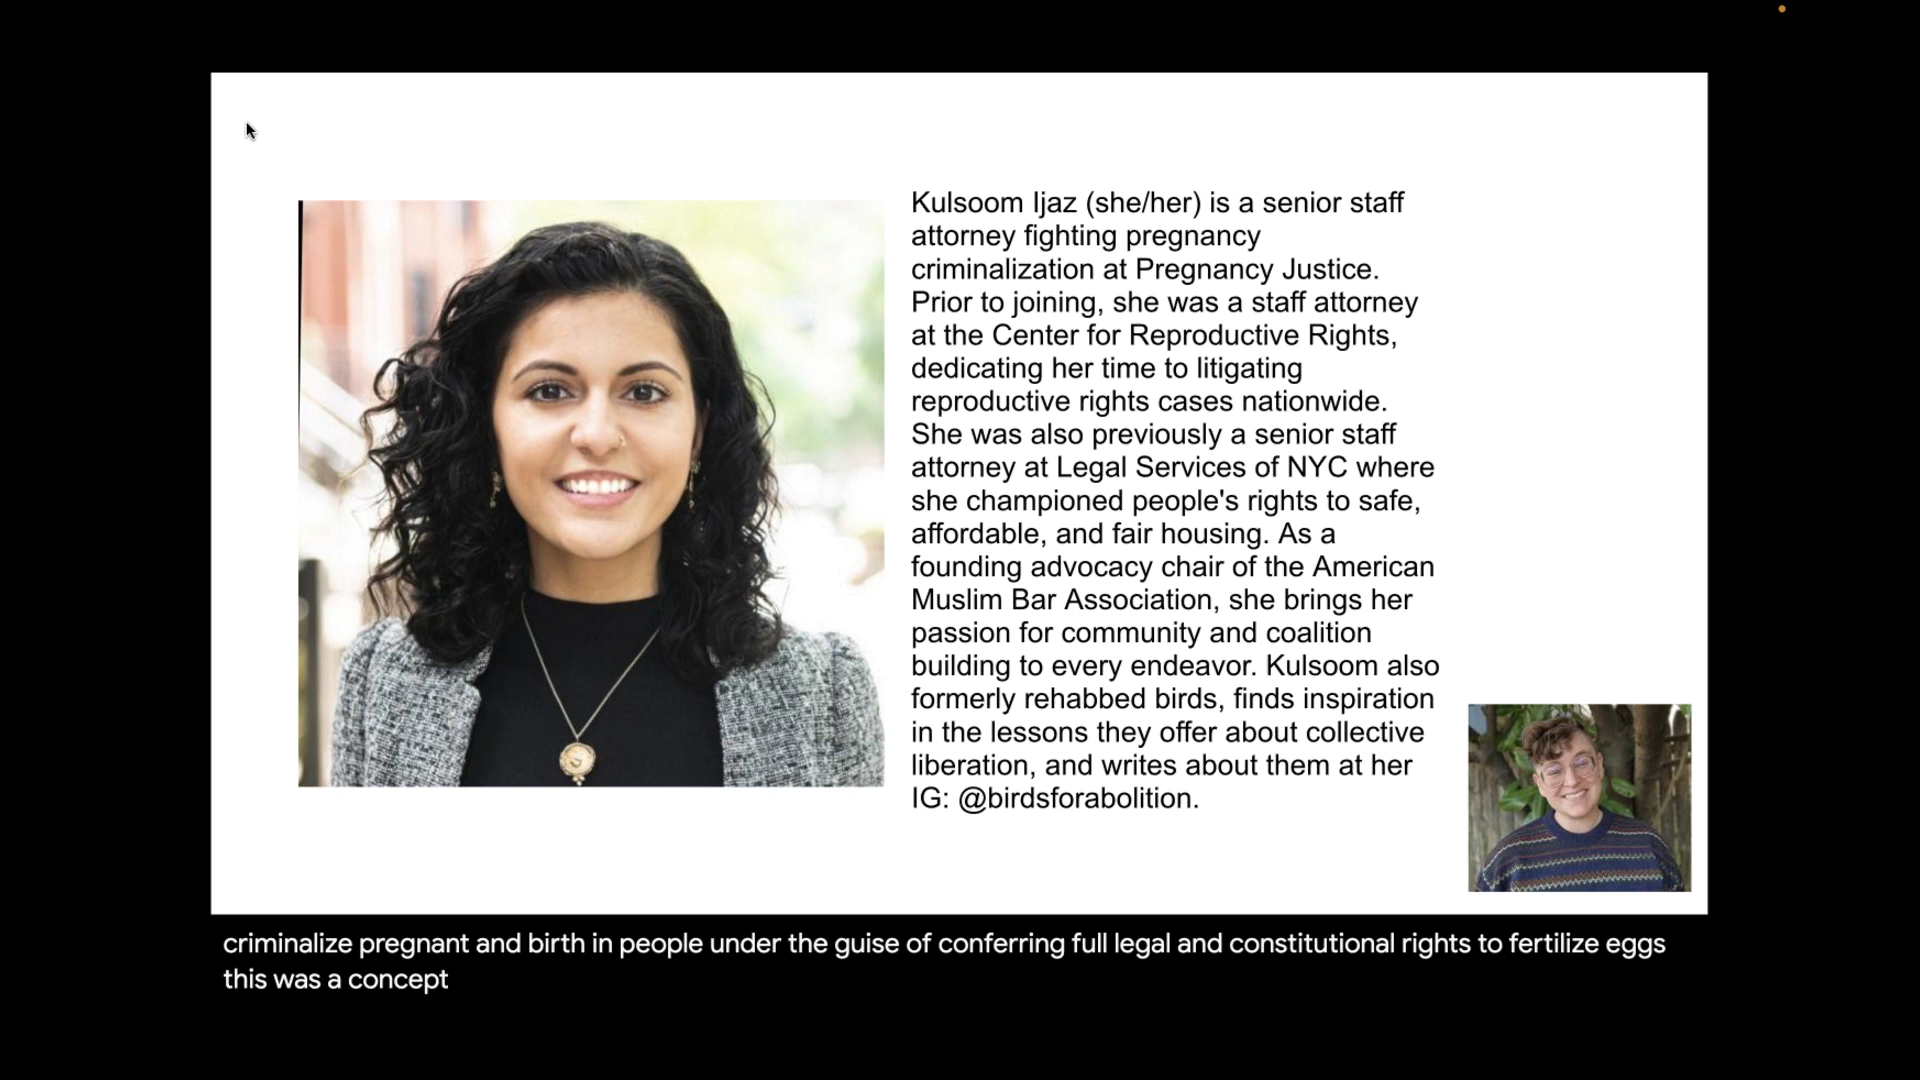 Kulsoom Ijaz (she/her) is a senior staff
attorney fighting pregnancy
criminalization at Pregnancy Justice.
Prior to joining, she was a staff attorney
at the Center for Reproductive Rights,
dedicating her time to litigating
reproductive rights cases nationwide.
She was also previously a senior staff
attorney at Legal Services of NYC where
she championed people's rights to safe,
affordable, and fair housing. As a
founding advocacy chair of the American
Muslim Bar Association, she brings her
passion for community and coalition
building to every endeavor. Kulsoom also
formerly rehabbed birds, finds inspiration
in the lessons they offer about collective
liberation, and writes about them at her
IG: @birdsforabolition.
criminalize pregnant and birth in people under the guise of conferring full legal and constitutional rights to fertilize eggs
this was a concept